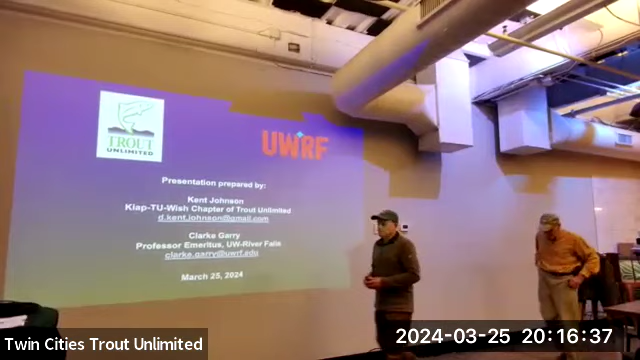 TROUT
UNLIMITED
UWRF
Presentation prepared by:
Kent Johnson
Kiap-TU-Wish Chapter of Trout Unlimited
d.kent.johnson@gmail.com
Clarke Garry
Professor Emeritus, UW-River Falls
clarke.garry@uwrf.edu
March 25, 2024
Twin Cities Trout Unlimited
2024-03-25 20:16:37